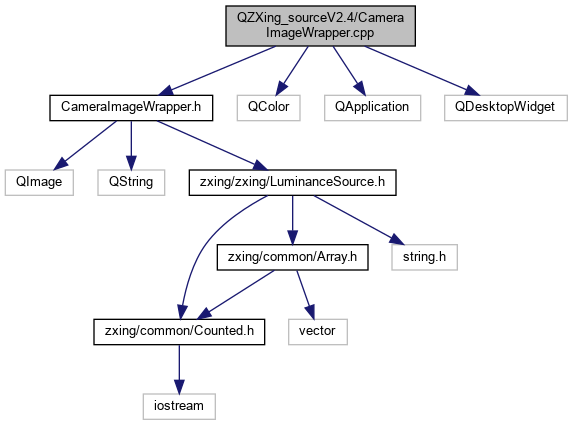 QZXing_sourceV2.4/Camera
ImageWrapper.cpp
CameraImageWrapper.h
QColor
QApplication
QDesktopWidget
QImage
QString
zxing/zxing/LuminanceSource.h
zxing/common/Array.h
string.h
zxing/common/Counted.h
vector
iostream